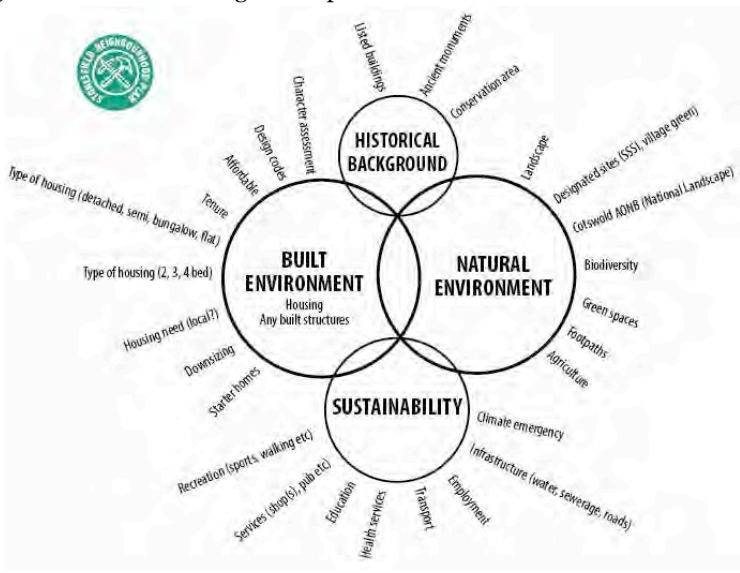 STONESFIELD NEIGHBOURHOOD PLAN
Listed buildings
Ancient monuments
Conservation area
HISTORICAL
BACKGROUND
Character assessment
Design codes
Affordable
Tenure
Type of housing (detached, semi, bungalow, flat)
Type of housing (2, 3, 4 bed)
Housing need (local?)
Downsizing
Starter homes
BUILT
ENVIRONMENT
Housing
Any built structures
NATURAL
ENVIRONMENT
Landscape
Designated sites (SSSI, village green)
Cotswold AONB (National Landscape)
Biodiversity
Green spaces
Footpaths
Agriculture
SUSTAINABILITY
Climate emergency
Infrastructure (water, sewerage, roads)
Employment
Transport
Health services
Education
Services (shop(s), pub etc)
Recreation (sports, walking etc)